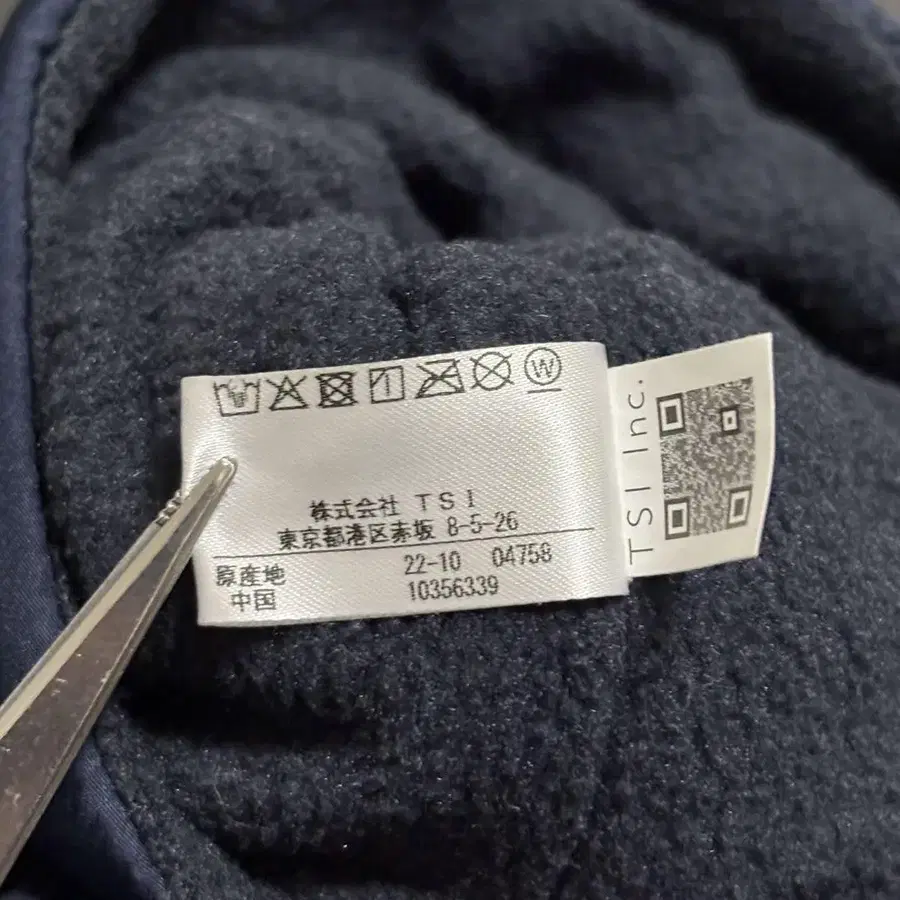 W
株式会社 TSI
東京都港区赤坂 8-5-26
原産地 22-10 04758
中国 10356339
TSI Inc.